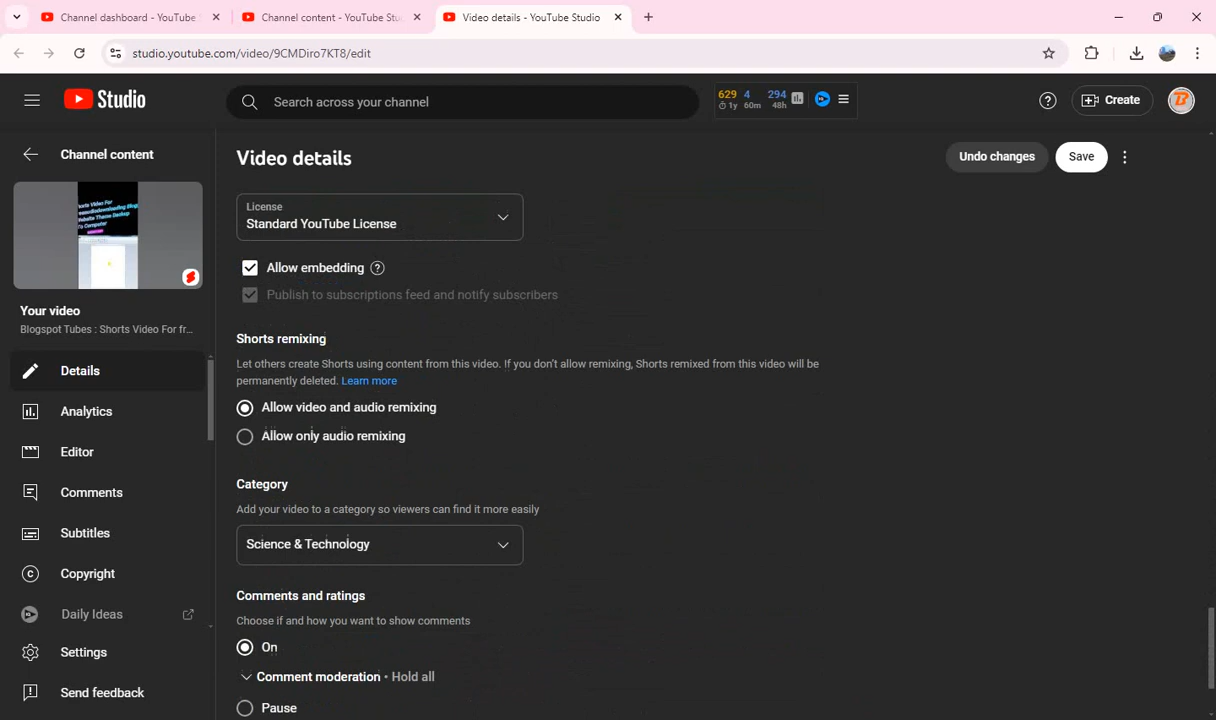 Channel dashboard - YouTube S
Channel content - YouTube Stu
Video details - YouTube Studio
studio.youtube.com/video/9CMDiro7KT8/edit
Studio
Search across your channel
629 4 294
1y 60m 48h
Create
Channel content
Video details
Undo changes
Save
orts Video For
To Computer
Your video
Blogspot Tubes : Shorts Video For fr...
Details
Analytics
Editor
Comments
Subtitles
Copyright
Daily Ideas
Settings
Send feedback
License
Standard YouTube License
Allow embedding
Publish to subscriptions feed and notify subscribers
Shorts remixing
Let others create Shorts using content from this video. If you don't allow remixing, Shorts remixed from this video will be
permanently deleted. Learn more
Allow video and audio remixing
Allow only audio remixing
Category
Add your video to a category so viewers can find it more easily
Science & Technology
Comments and ratings
Choose if and how you want to show comments
On
Comment moderation • Hold all
Pause